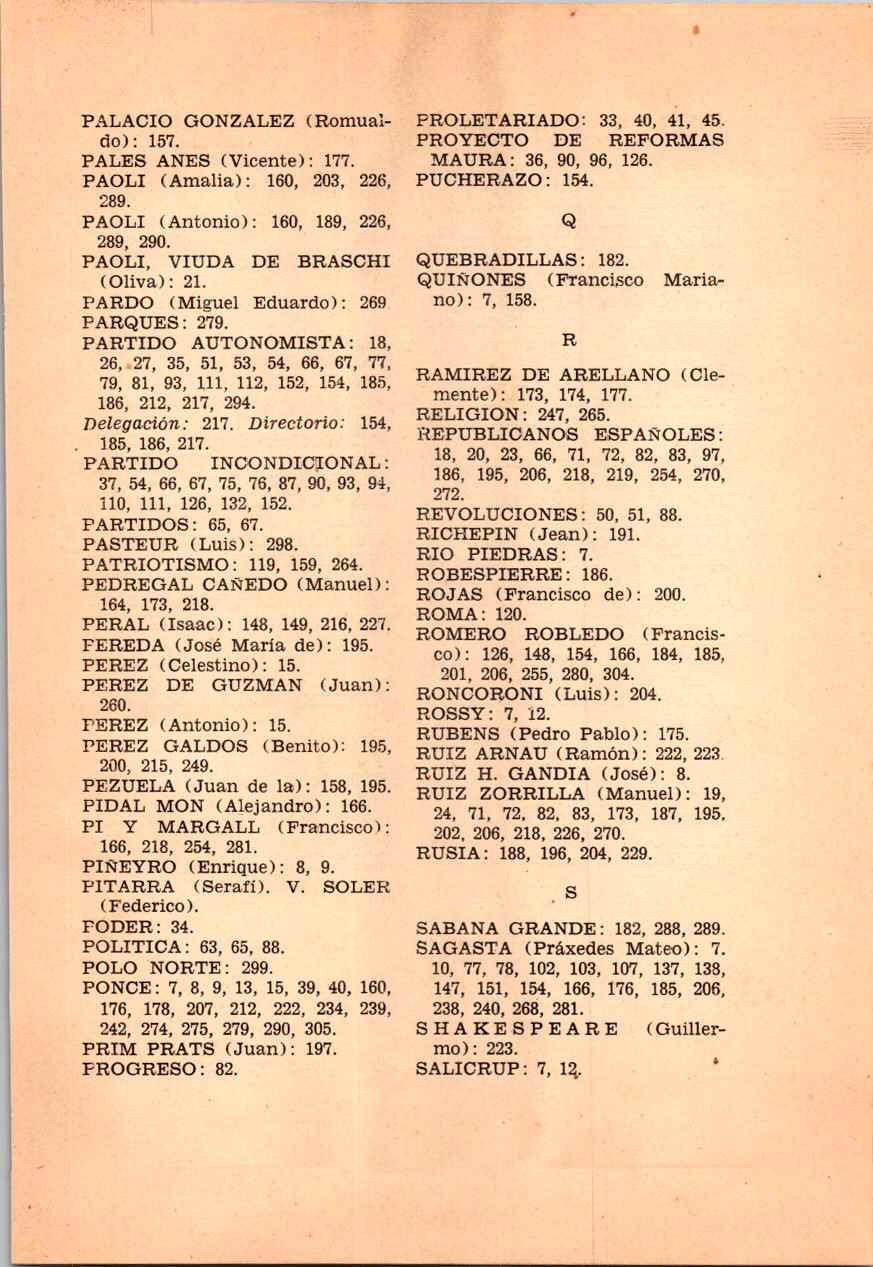 PALACIO GONZALEZ (Romual-
do): 157.
PALES ANES (Vicente): 177.
PAOLI (Amalia): 160, 203, 226,
289.
PAOLI (Antonio): 160, 189, 226,
289, 290.
PAOLI, VIUDA DE BRASCHI
(Oliva): 21.
PARDO (Miguel Eduardo): 269
PARQUES: 279.
PARTIDO AUTONOMISTA: 18,
26, 27, 35, 51, 53, 54, 66, 67, 77,
79, 81, 93, 111, 112, 152, 154, 185,
186, 212, 217, 294.
Delegación: 217. Directorio: 154,
185, 186, 217.
PARTIDO INCONDICIONAL:
37, 54, 66, 67, 75, 76, 87, 90, 93, 94,
110, 111, 126, 132, 152.
PARTIDOS: 65, 67.
PASTEUR (Luis): 298.
PATRIOTISMO: 119, 159, 264.
PEDREGAL CAÑEDO (Manuel):
164, 173, 218.
PERAL (Isaac): 148, 149, 216, 227.
PEREDA (José María de): 195.
PEREZ (Celestino): 15.
PEREZ DE GUZMAN (Juan):
260.
PEREZ (Antonio): 15.
PEREZ GALDOS (Benito): 195,
200, 215, 249.
PEZUELA (Juan de la): 158, 195.
PIDAL MON (Alejandro): 166.
PI Y MARGALL (Francisco):
166, 218, 254, 281.
PIÑEYRO (Enrique): 8, 9.
PITARRA (Serafí). V. SOLER
(Federico).
PODER: 34.
POLITICA: 63, 65, 88.
POLO NORTE: 299.
PONCE: 7, 8, 9, 13, 15, 39, 40, 160,
176, 178, 207, 212, 222, 234, 239,
242, 274, 275, 279, 290, 305.
PRIM PRATS (Juan): 197.
PROGRESO: 82.
PROLETARIADO: 33, 40, 41, 45.
PROYECTO DE REFORMAS
MAURA: 36, 90, 96, 126.
PUCHERAZO: 154.
Q
QUEBRADILLAS: 182.
QUIÑONES (Francisco Maria-
no): 7, 158.
R
RAMIREZ DE ARELLANO (Cle-
mente): 173, 174, 177.
RELIGION: 247, 265.
REPUBLICANOS ESPAÑOLES:
18, 20, 23, 66, 71, 72, 82, 83, 97,
186, 195, 206, 218, 219, 254, 270,
272.
REVOLUCIONES: 50, 51, 88.
RICHEPIN (Jean): 191.
RIO PIEDRAS: 7.
ROBESPIERRE: 186.
ROJAS (Francisco de): 200.
ROMA: 120.
ROMERO ROBLEDO (Francis-
co): 126, 148, 154, 166, 184, 185,
201, 206, 255, 280, 304.
RONCORONI (Luis): 204.
ROSSY: 7, 12.
RUBENS (Pedro Pablo): 175.
RUIZ ARNAU (Ramón): 222, 223.
RUIZ H. GANDIA (José): 8.
RUIZ ZORRILLA (Manuel): 19,
24, 71, 72, 82, 83, 173, 187, 195,
202, 206, 218, 226, 270.
RUSIA: 188, 196, 204, 229.
S
SABANA GRANDE: 182, 288, 289.
SAGASTA (Práxedes Mateo): 7.
10, 77, 78, 102, 103, 107, 137, 138,
147, 151, 154, 166, 176, 185, 206,
238, 240, 268, 281.
SHAKESPEARE (Guiller-
mo): 223.
SALICRUP: 7, 12.